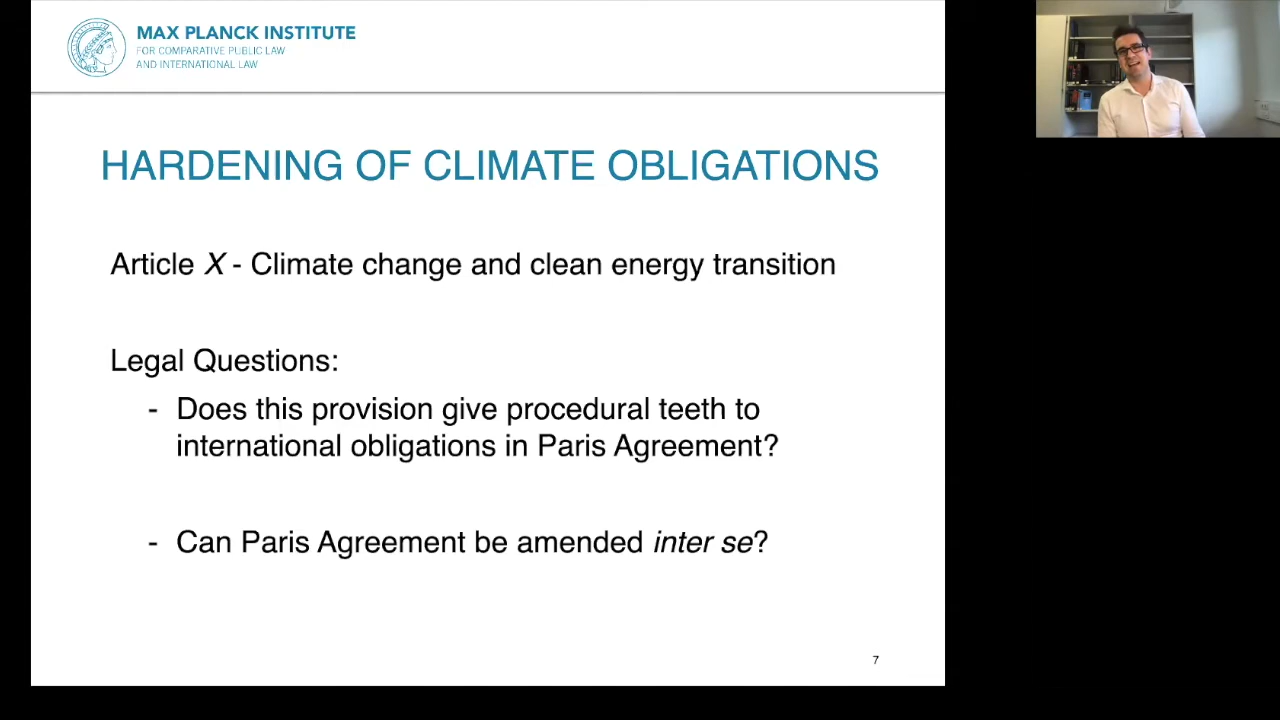 MAX PLANCK INSTITUTE
FOR COMPARATIVE PUBLIC LAW
AND INTERNATIONAL LAW
HARDENING OF CLIMATE OBLIGATIONS
Article X - Climate change and clean energy transition
Legal Questions:
- Does this provision give procedural teeth to
international obligations in Paris Agreement?
- Can Paris Agreement be amended inter se?
7